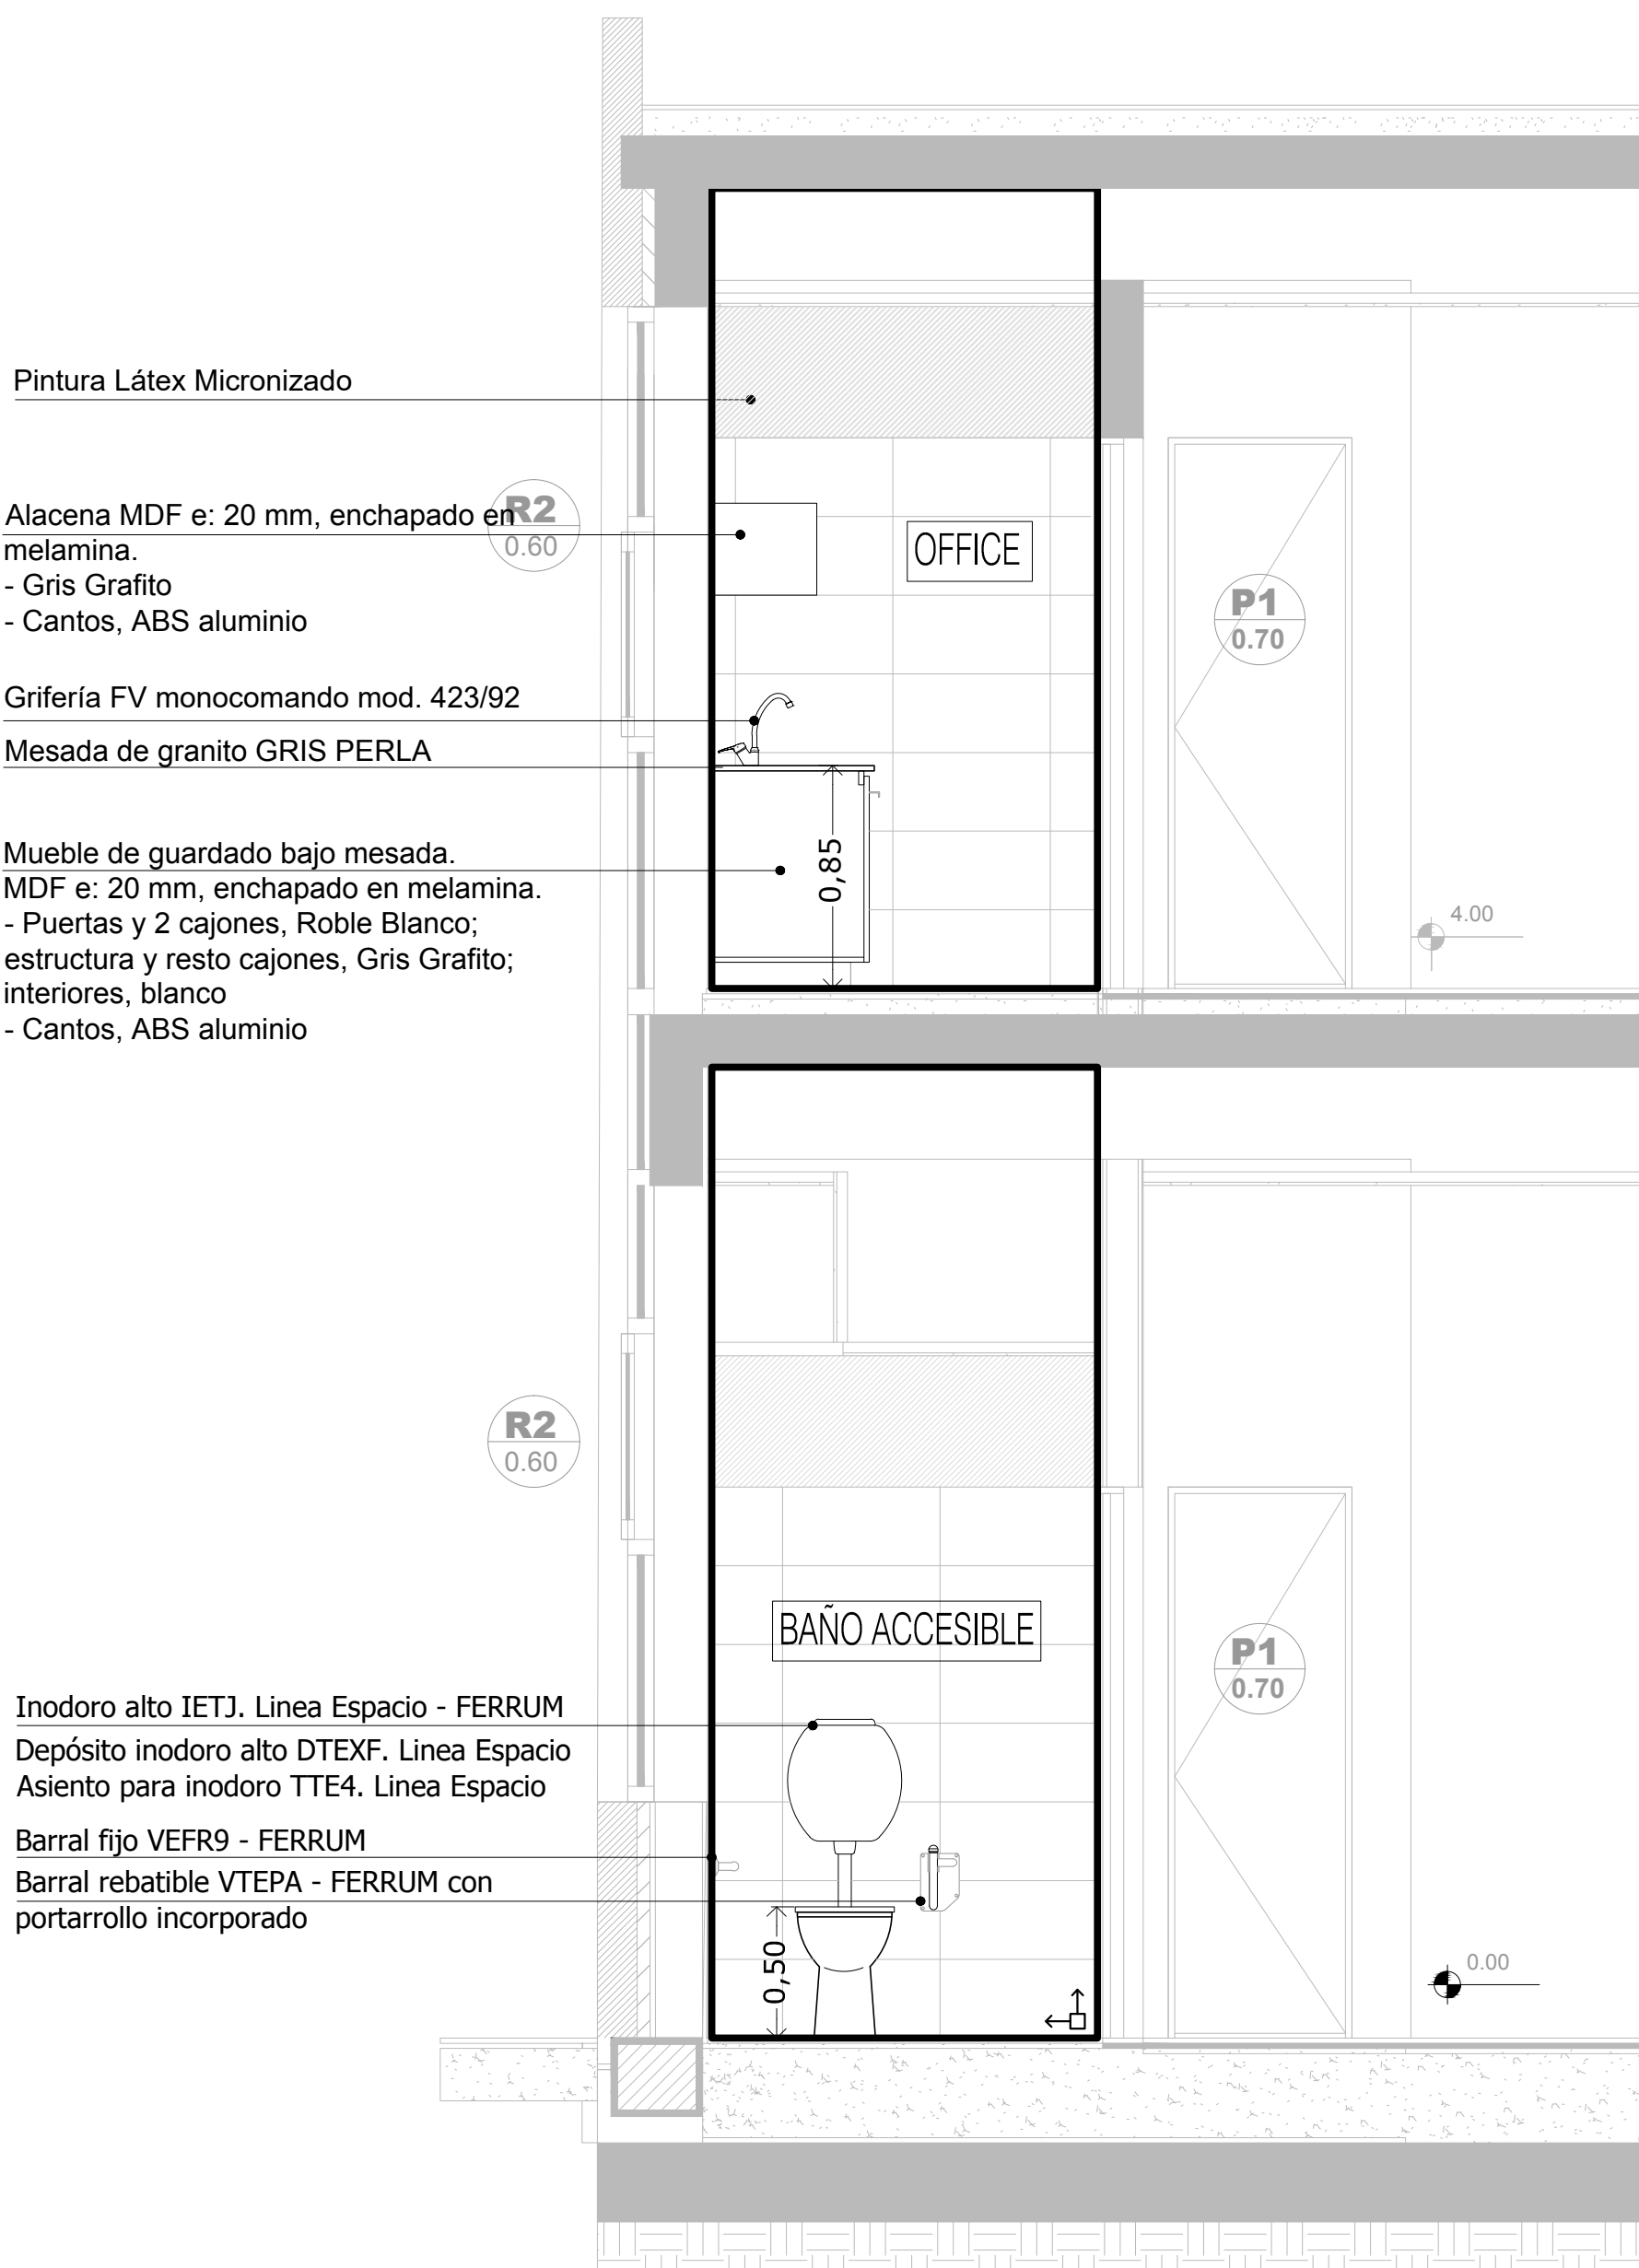 Pintura Látex Micronizado
Alacena MDF e: 20 mm, enchapado en
melamina.
- Gris Grafito
- Cantos, ABS aluminio
R2
0.60
OFFICE
P1
0.70
Grifería FV monocomando mod. 423/92
Mesada de granito GRIS PERLA
Mueble de guardado bajo mesada.
MDF e: 20 mm, enchapado en melamina.
- Puertas y 2 cajones, Roble Blanco;
estructura y resto cajones, Gris Grafito;
interiores, blanco
- Cantos, ABS aluminio
0,85
4.00
R2
0.60
BAÑO ACCESIBLE
P1
0.70
Inodoro alto IETJ. Linea Espacio - FERRUM
Depósito inodoro alto DTEXF. Linea Espacio
Asiento para inodoro TTE4. Linea Espacio
Barral fijo VEFR9 - FERRUM
Barral rebatible VTEPA - FERRUM con
portarrollo incorporado
0,50
0.00